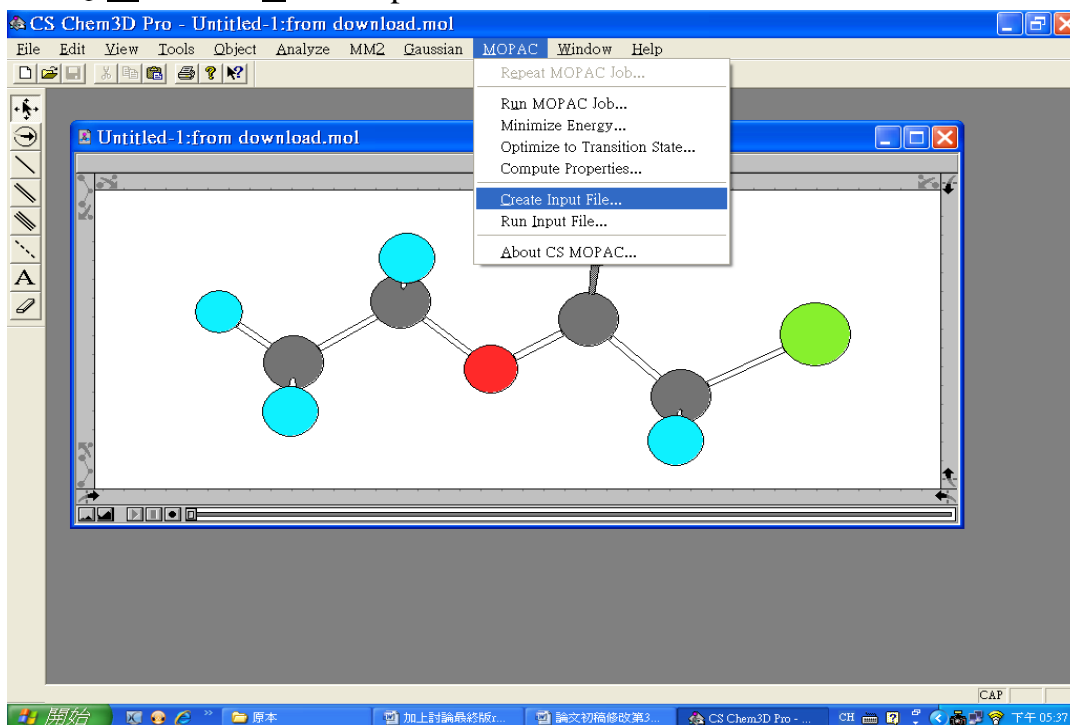 CS Chem3D Pro - Untitled-1:from download.mol
File Edit View Tools Object Analyze MM2 Gaussian MOPAC Window Help
Repeat MOPAC Job...
Run MOPAC Job...
Minimize Energy...
Optimize to Transition State...
Compute Properties...
Create Input File...
Run Input File...
About CS MOPAC...
Untitled-1:from download.mol
A
CAP
開始 原本 加上討論最終版r... 論文初稿修改第3... CS Chem3D Pro - ... CH 下午 05:37